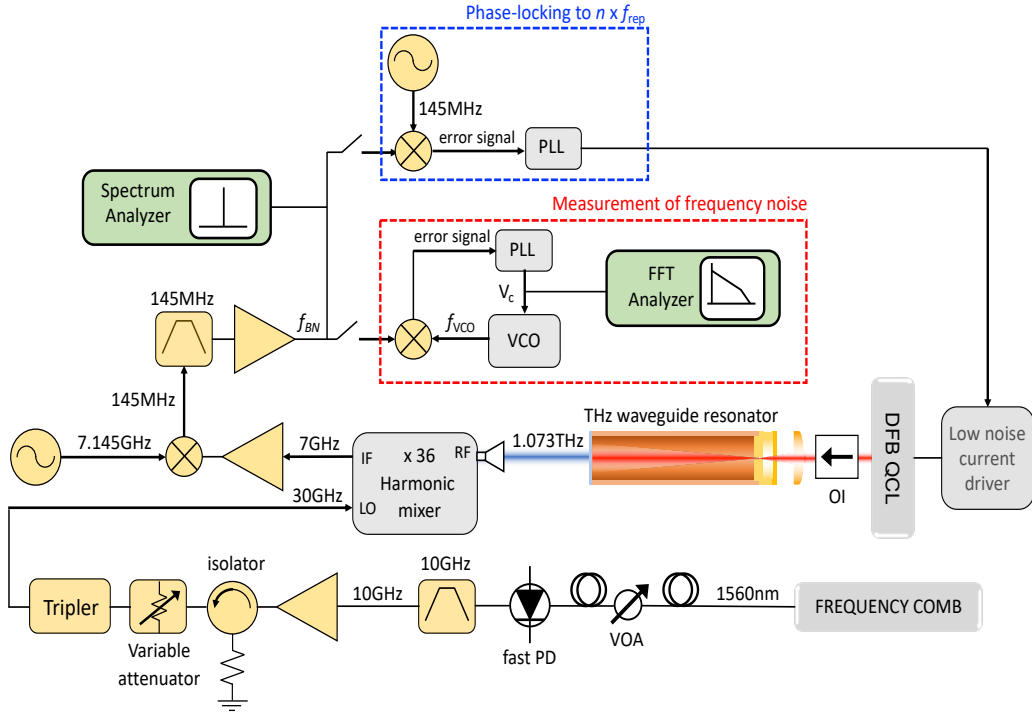 Phase-locking to n x frep
145MHz
error signal
PLL
Spectrum
Analyzer
Measurement of frequency noise
error signal
PLL
FFT
Analyzer
Vc
145MHz
fBN
fVCO
VCO
145MHz
THz waveguide resonator
7.145GHz
7GHz
IF
x 36
RF
Harmonic
mixer
LO
1.073THz
OI
DFB QCL
Low noise
current
driver
30GHz
isolator
10GHz
Tripler
10GHz
1560nm
FREQUENCY COMB
Variable
attenuator
fast PD
VOA